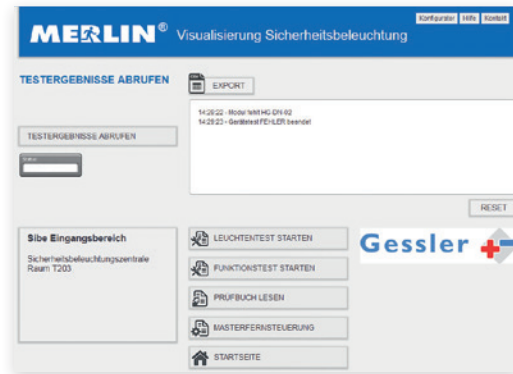 Konfigurator Hilfe Kontakt
MERLIN® Visualisierung Sicherheitsbeleuchtung
TESTERGEBNISSE ABRUFEN
EXPORT
14:29:22 - Modul fehlt HG-DN-02
14:29:23 - Gerätetest FEHLER beendet
TESTERGEBNISSE ABRUFEN
RESET
Sibe Eingangsbereich
Sicherheitsbeleuchtungszentrale
Raum T203
LEUCHTENTEST STARTEN
FUNKTIONSTEST STARTEN
PRÜFBUCH LESEN
MASTERFERNSTEUERUNG
STARTSEITE
Gessler